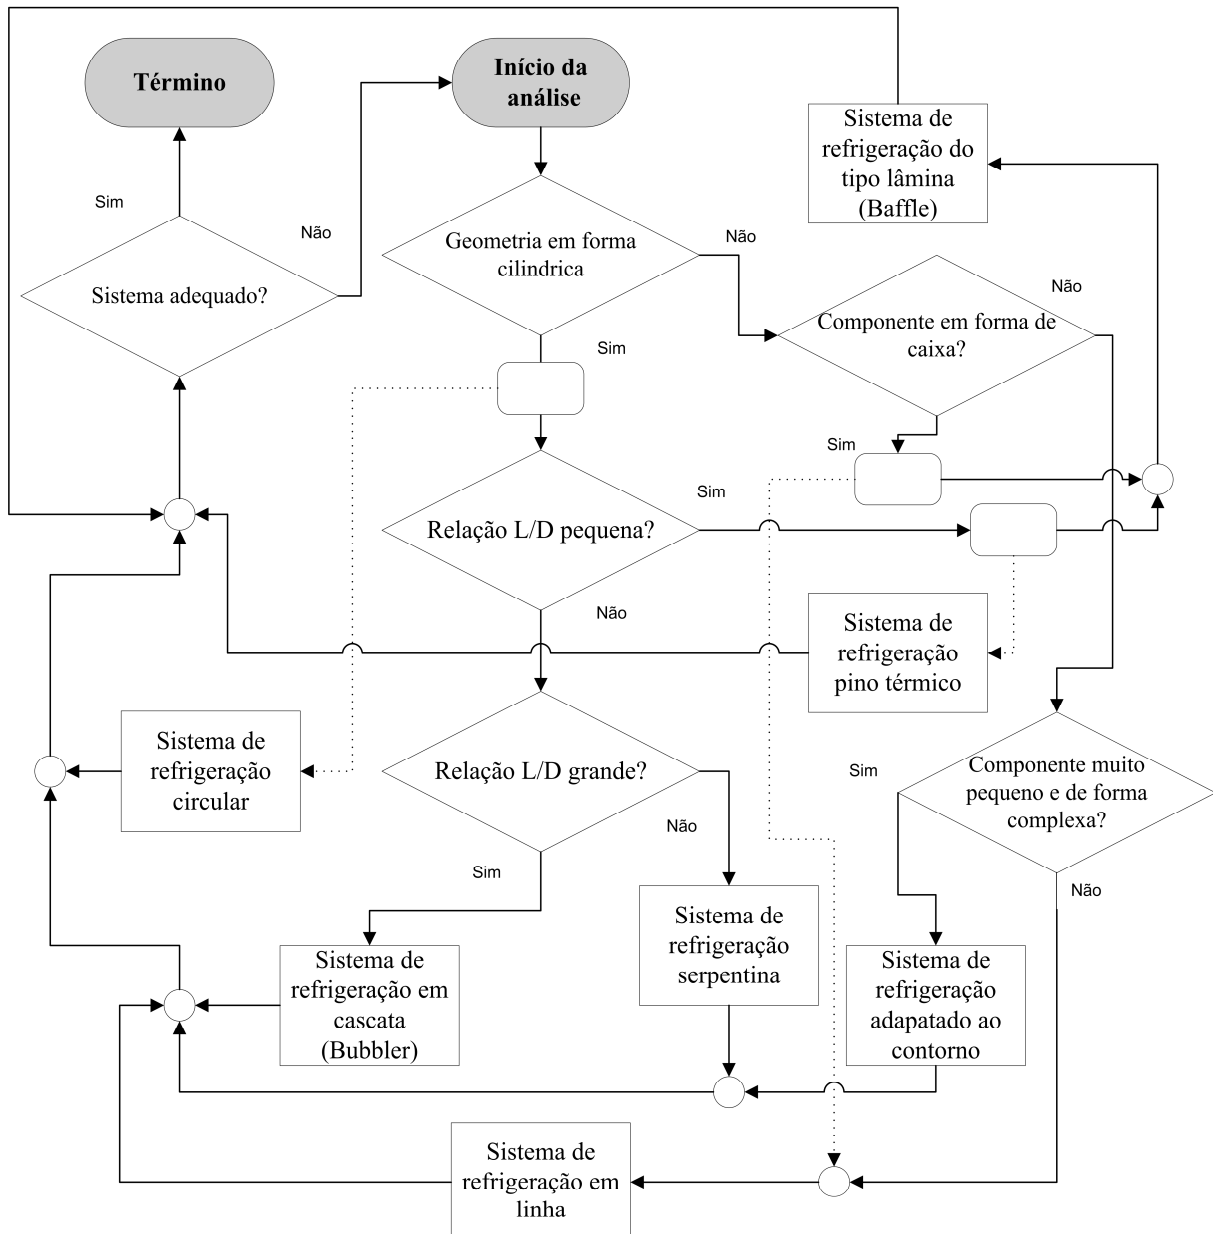 Término
Início da
análise
Sistema de
refrigeração do
tipo lâmina
(Baffle)
Sim
Não
Geometria em forma
cilindrica
Não
Sistema adequado?
Não
Componente em forma de
caixa?
Sim
Sim
Sim
Relação L/D pequena?
Não
Sistema de
refrigeração
pino térmico
Sistema de
refrigeração
circular
Relação L/D grande?
Sim
Componente muito
pequeno e de forma
complexa?
Não
Sim
Não
Sistema de
refrigeração
serpentina
Sistema de
refrigeração em
cascata
(Bubbler)
Sistema de
refrigeração
adapatado ao
contorno
Sistema de
refrigeração em
linha